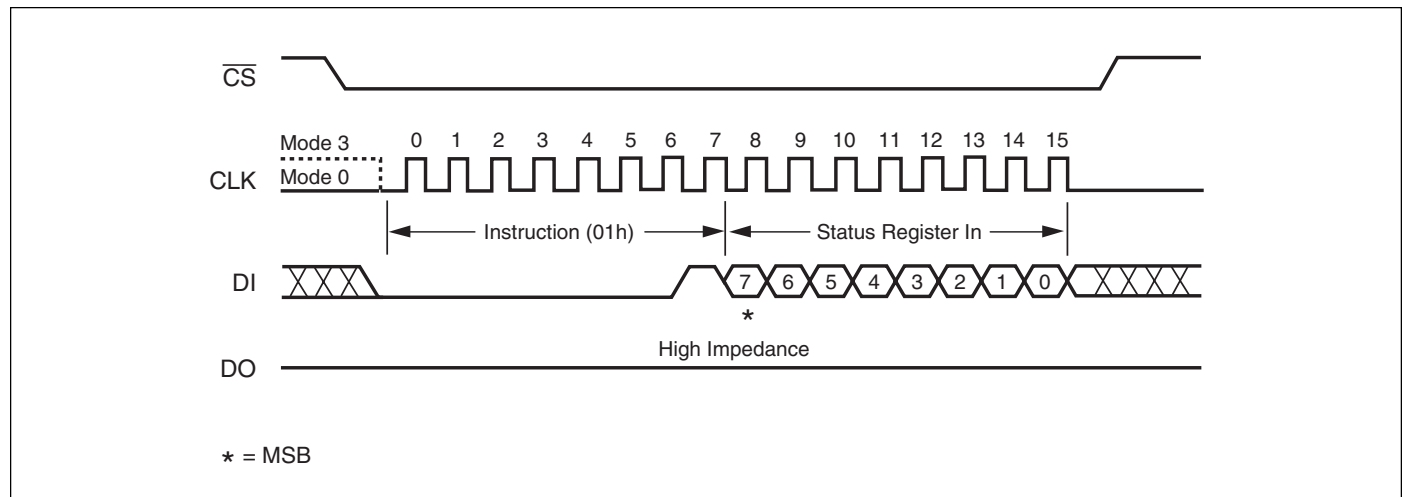 CS
Mode 3
0 1 2 3 4 5 6 7 8 9 10 11 12 13 14 15
CLK
Mode 0
Instruction (01h)
Status Register In
DI
7 6 5 4 3 2 1 0
*
High Impedance
DO
* = MSB